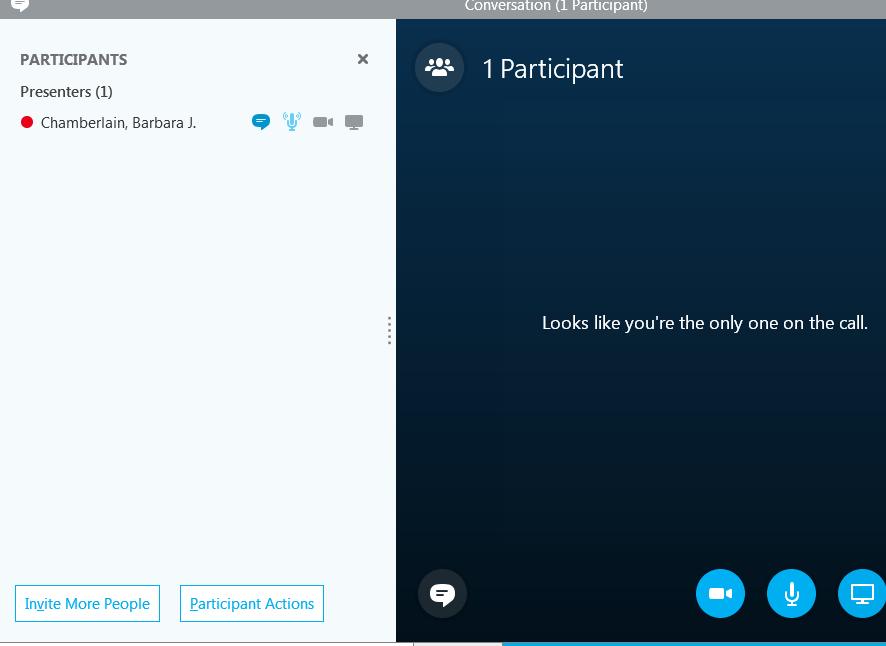 Conversation (1 Participant)
PARTICIPANTS
Presenters (1)
Chamberlain, Barbara J.
Invite More People
Participant Actions
1 Participant
Looks like you're the only one on the call.